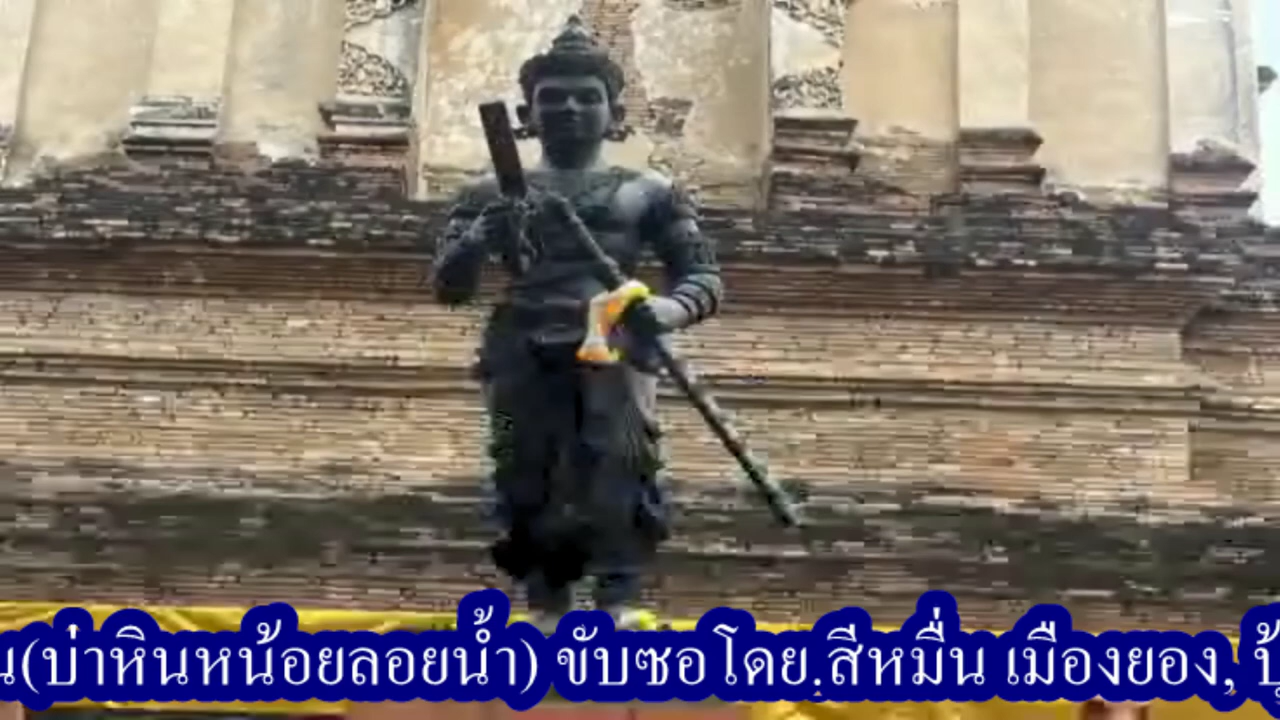 น(บ่าหินหน้อยลอยน้ำ) ขับซอโดย.สีหมื่น เมืองยอง,